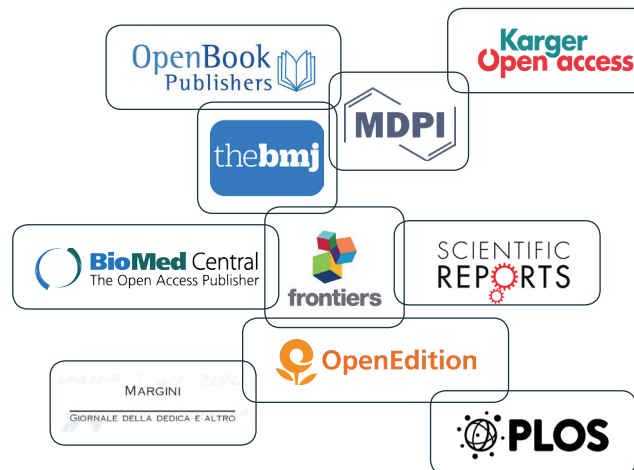 OpenBook
Publishers
Karger
Open access
MDPI
thebmj
BioMed Central
The Open Access Publisher
frontiers
SCIENTIFIC
REPORTS
OpenEdition
MARGINI
GIORNALE DELLA DEDICA E ALTRO
PLOS